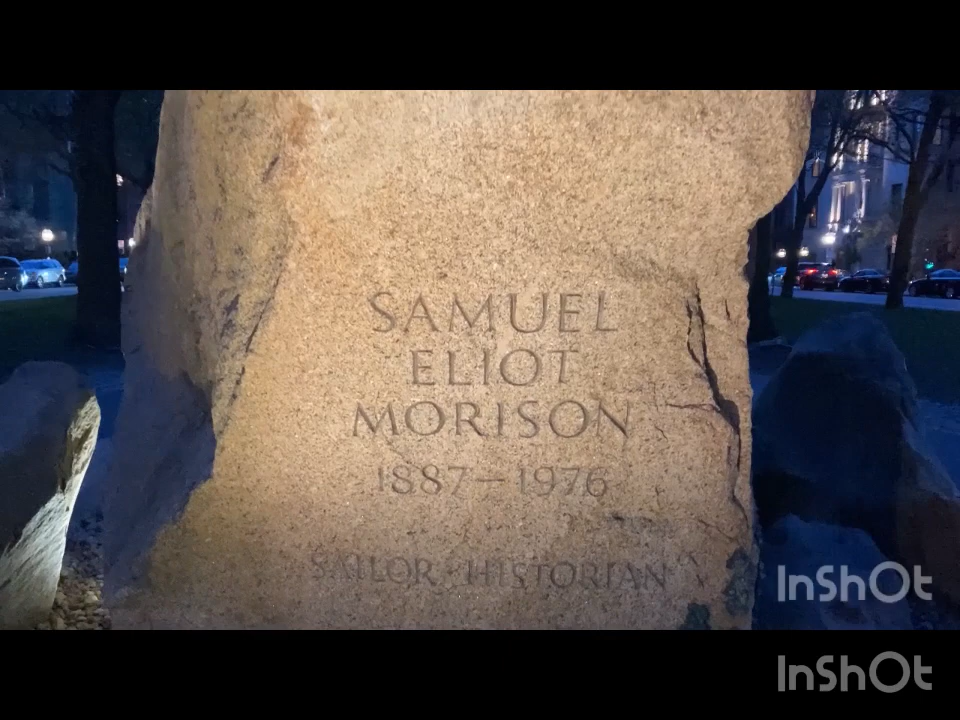 SAMUEL
ELIOT
MORISON
1887–1976
SAILOR HISTORIAN
InShOt
InShOt